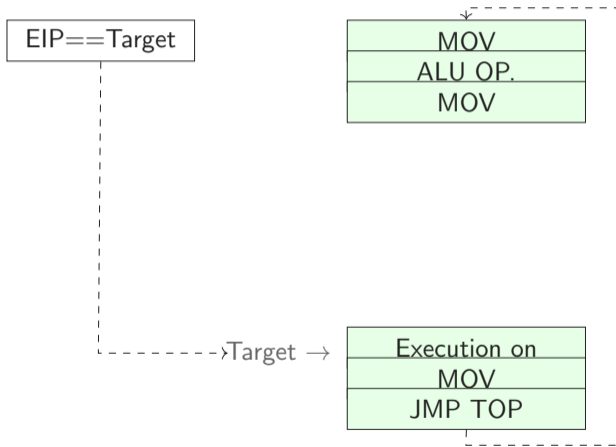 EIP==Target
MOV
ALU OP.
MOV
Target →
Execution on
MOV
JMP TOP